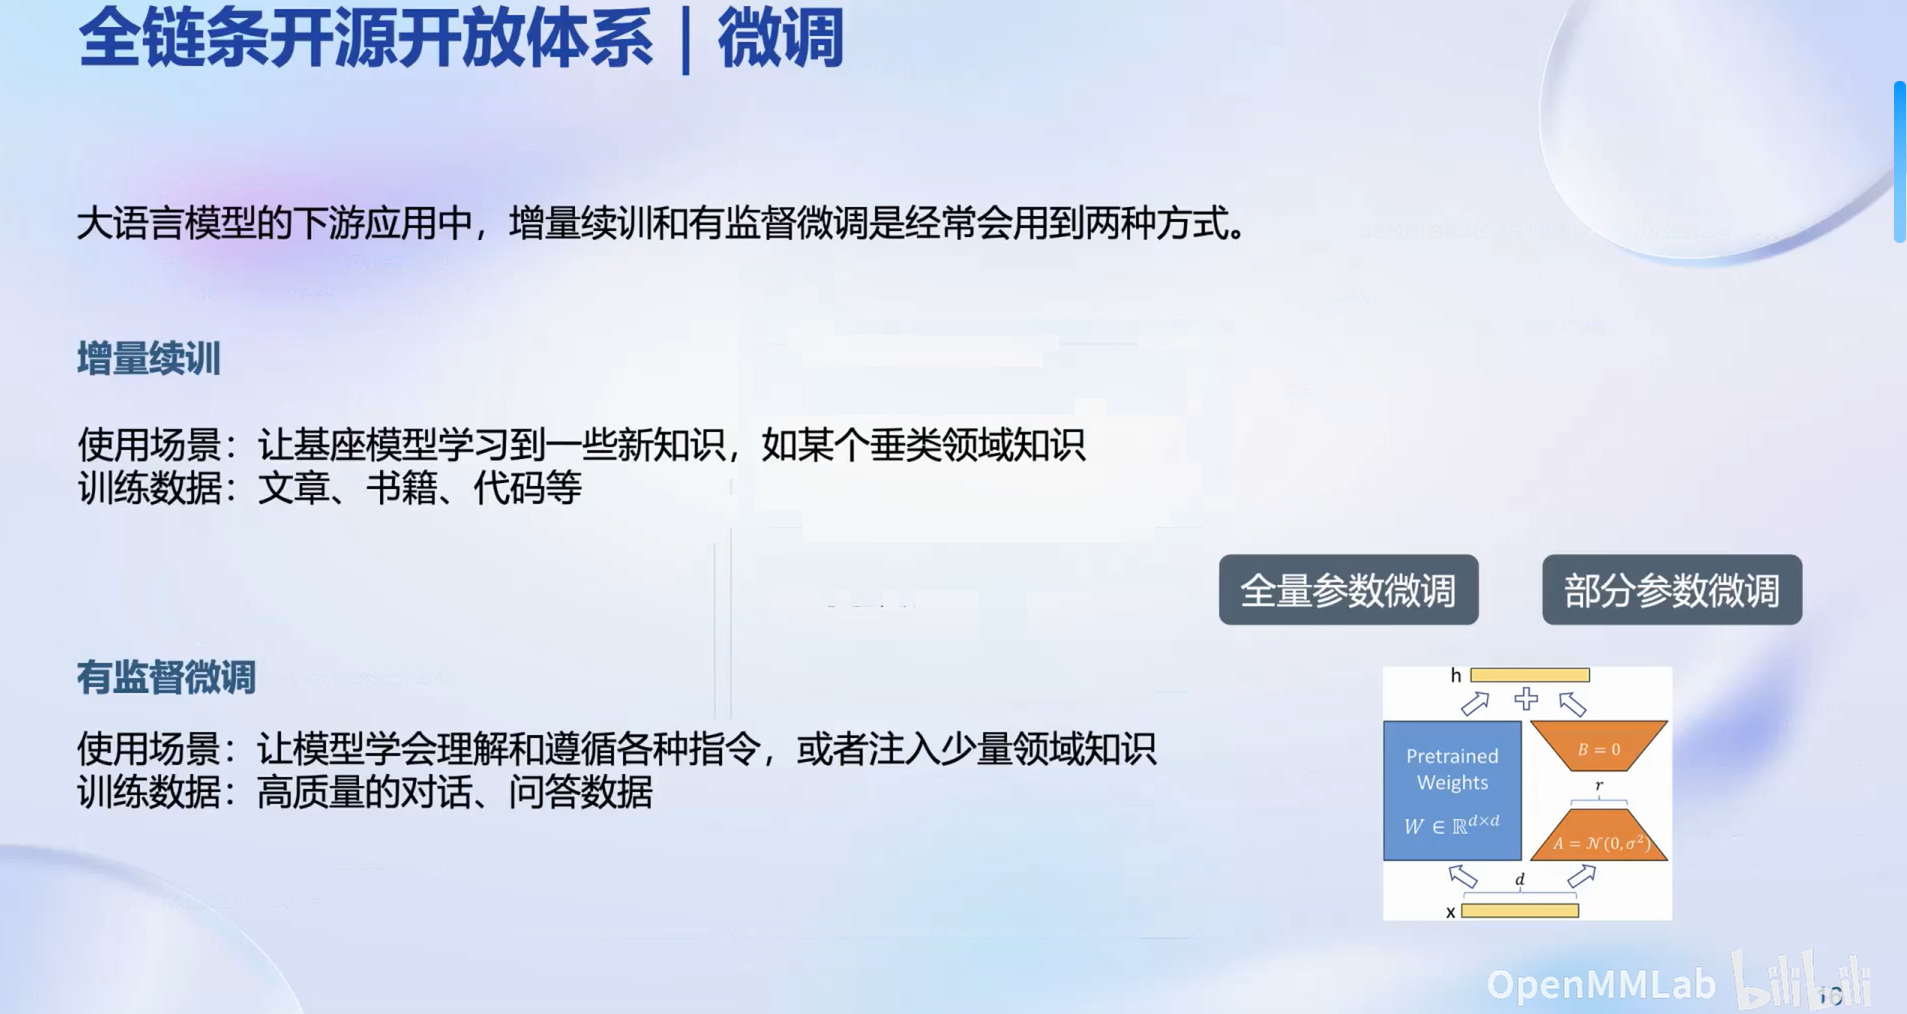 全链条开源开放体系｜微调
大语言模型的下游应用中，增量续训和有监督微调是经常会用到两种方式。
增量续训
使用场景：让基座模型学习到一些新知识，如某个垂类领域知识
训练数据：文章、书籍、代码等
全量参数微调
部分参数微调
有监督微调
使用场景：让模型学会理解和遵循各种指令，或者注入少量领域知识
训练数据：高质量的对话、问答数据
h
Pretrained
Weights
W ∈ ℝ^{d×d}
B = 0
r
A = 𝒩(0, σ²)
d
x
OpenMMLab bilibili
16